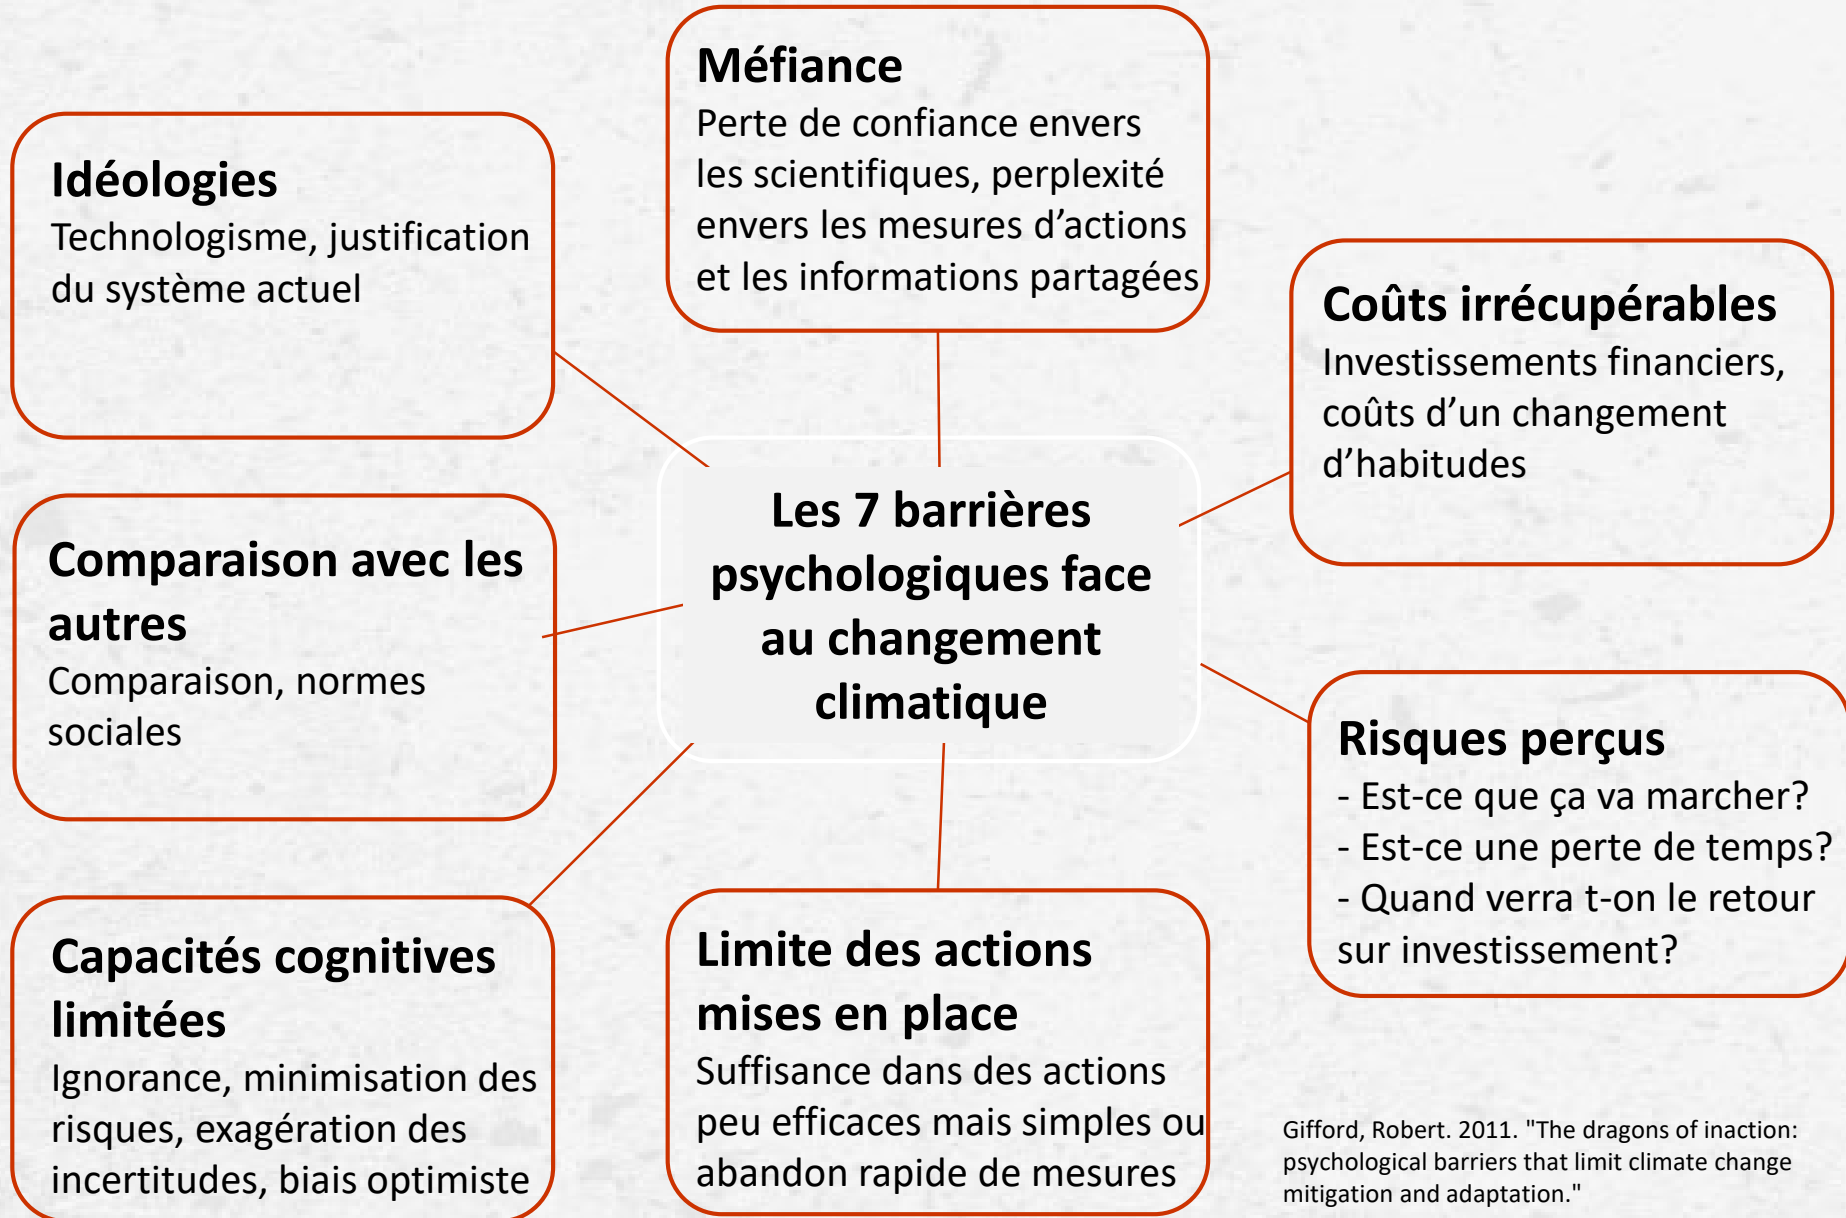 Méfiance
Perte de confiance envers
les scientifiques, perplexité
envers les mesures d’actions
et les informations partagées
Idéologies
Technologisme, justification
du système actuel
Coûts irrécupérables
Investissements financiers,
coûts d’un changement
d’habitudes
Les 7 barrières
psychologiques face
au changement
climatique
Comparaison avec les
autres
Comparaison, normes
sociales
Risques perçus
- Est-ce que ça va marcher?
- Est-ce une perte de temps?
- Quand verra t-on le retour
sur investissement?
Capacités cognitives
limitées
Ignorance, minimisation des
risques, exagération des
incertitudes, biais optimiste
Limite des actions
mises en place
Suffisance dans des actions
peu efficaces mais simples ou
abandon rapide de mesures
Gifford, Robert. 2011. "The dragons of inaction:
psychological barriers that limit climate change
mitigation and adaptation."